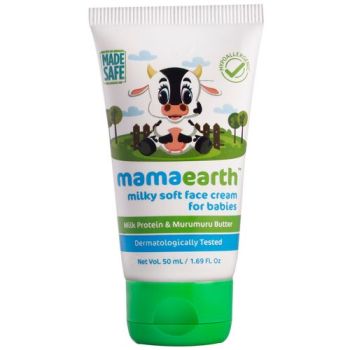 MADE
SAFE
HYPOALLERGENIC
mamaearth™
milky soft face cream
for babies
Milk Protein & Murumuru Butter
Dermatologically Tested
Net Vol. 50 mL / 1.69 Fl. Oz